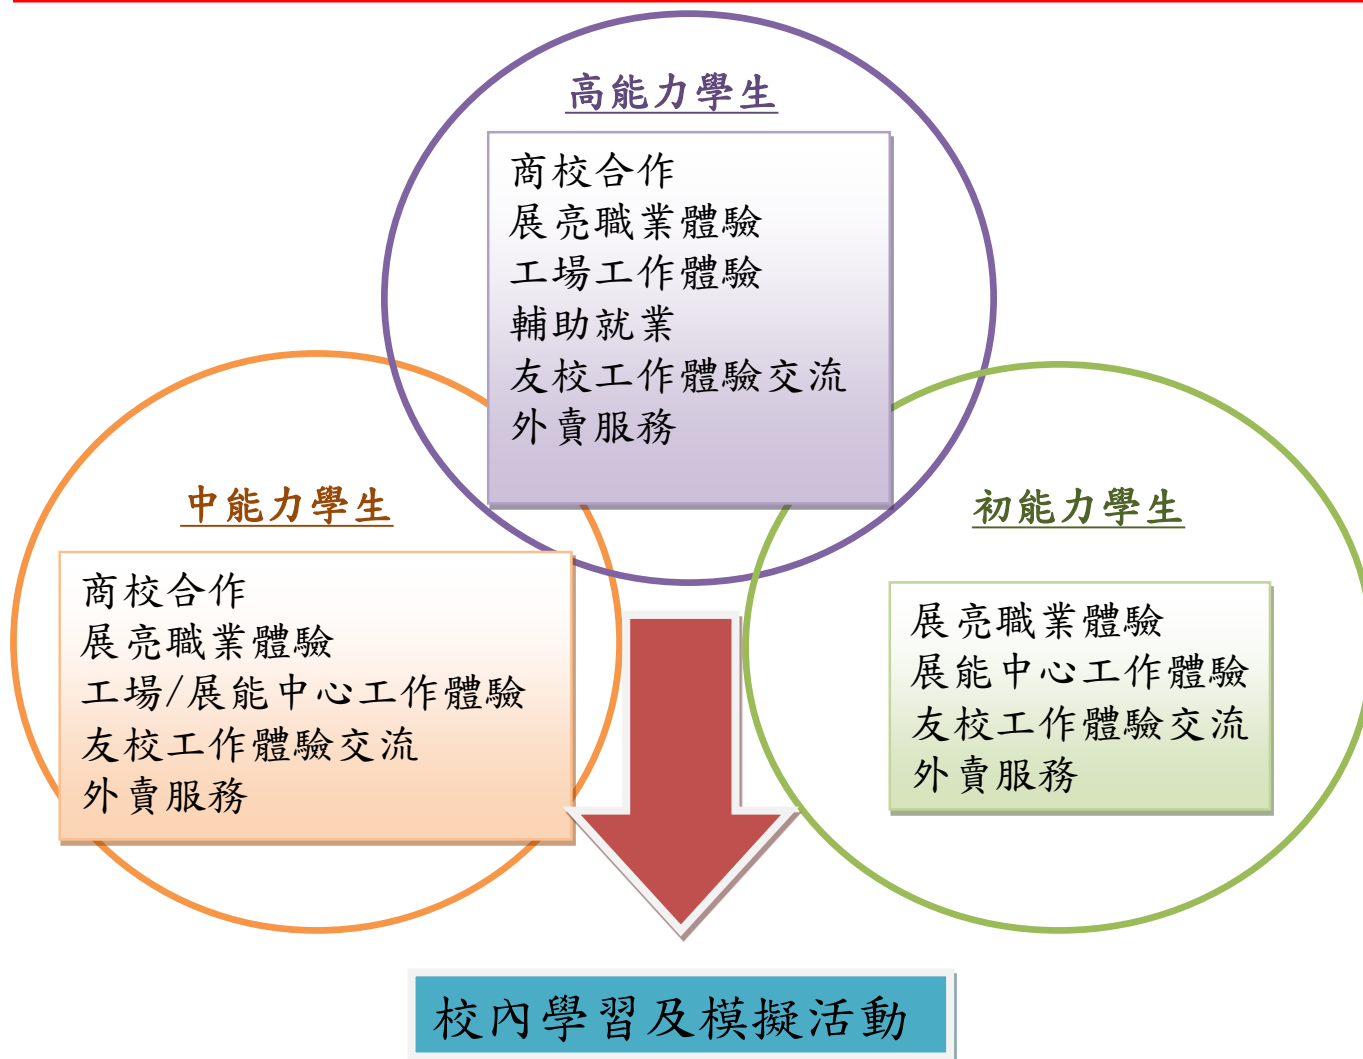 高能力學生
商校合作
展亮職業體驗
工場工作體驗
輔助就業
友校工作體驗交流
外賣服務
中能力學生
商校合作
展亮職業體驗
工場/展能中心工作體驗
友校工作體驗交流
外賣服務
初能力學生
展亮職業體驗
展能中心工作體驗
友校工作體驗交流
外賣服務
校內學習及模擬活動